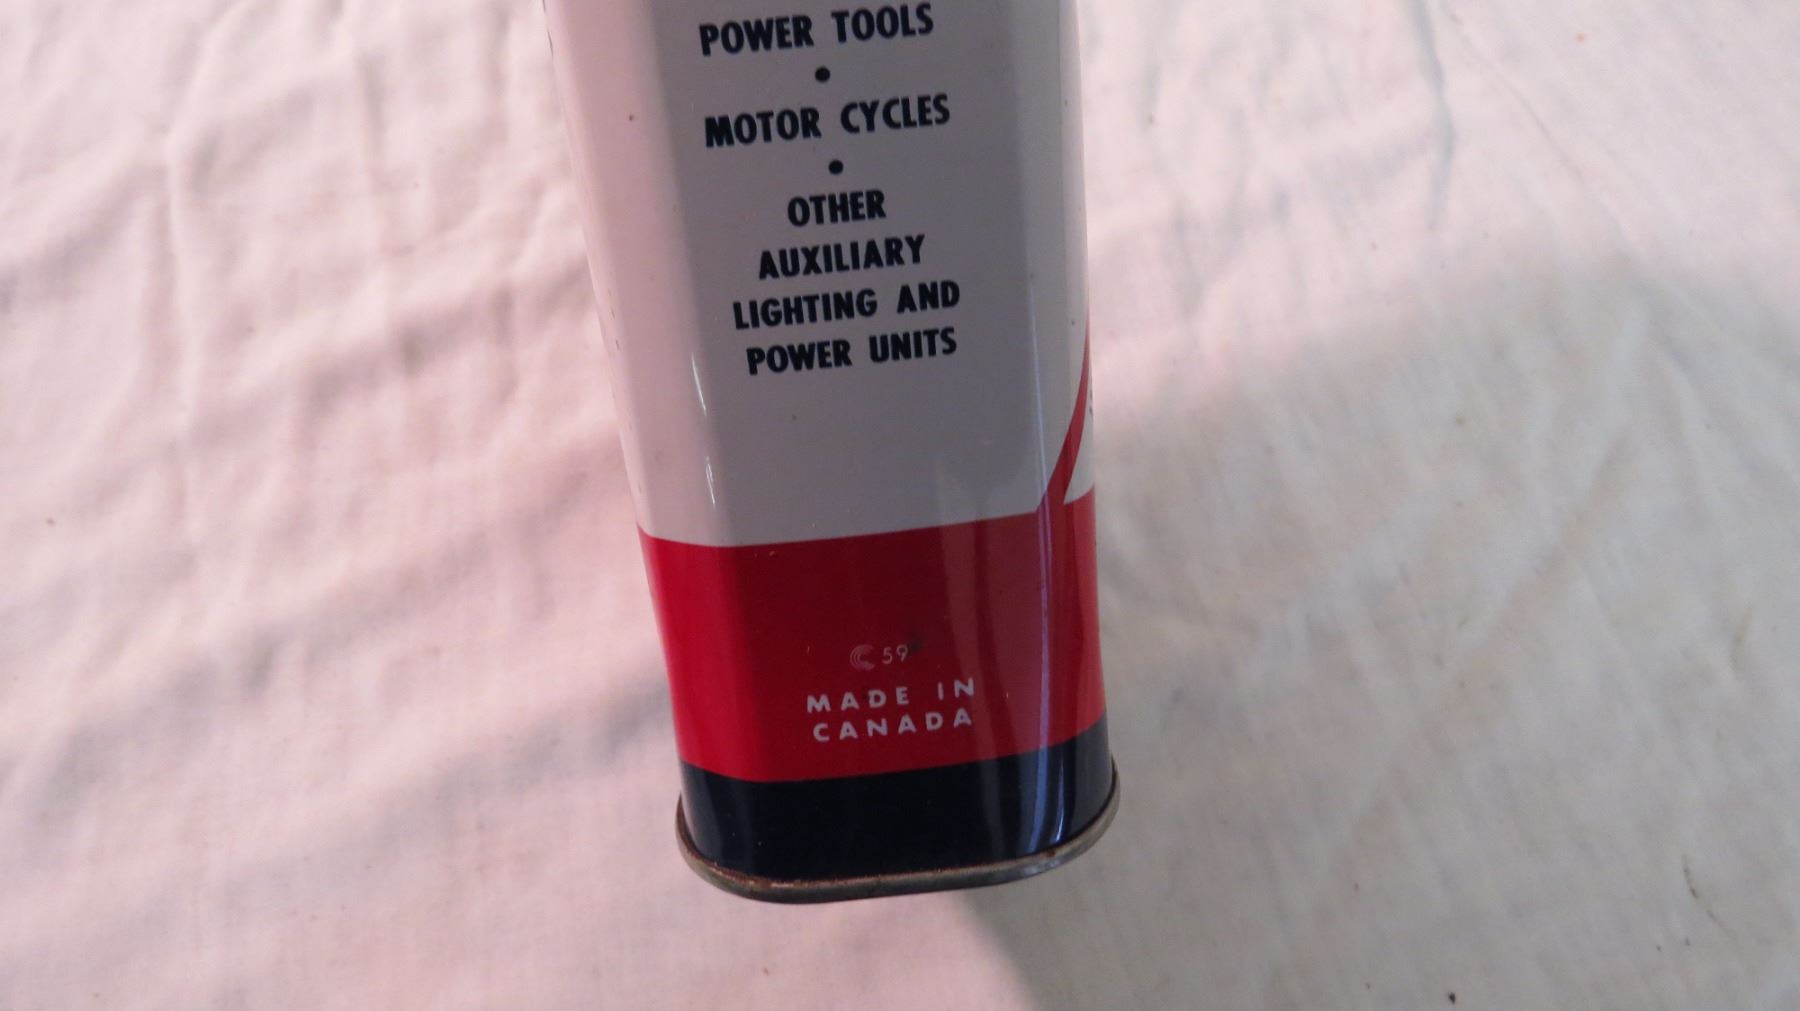 POWER TOOLS
•
MOTOR CYCLES
•
OTHER
AUXILIARY
LIGHTING AND
POWER UNITS
C 59
MADE IN
CANADA